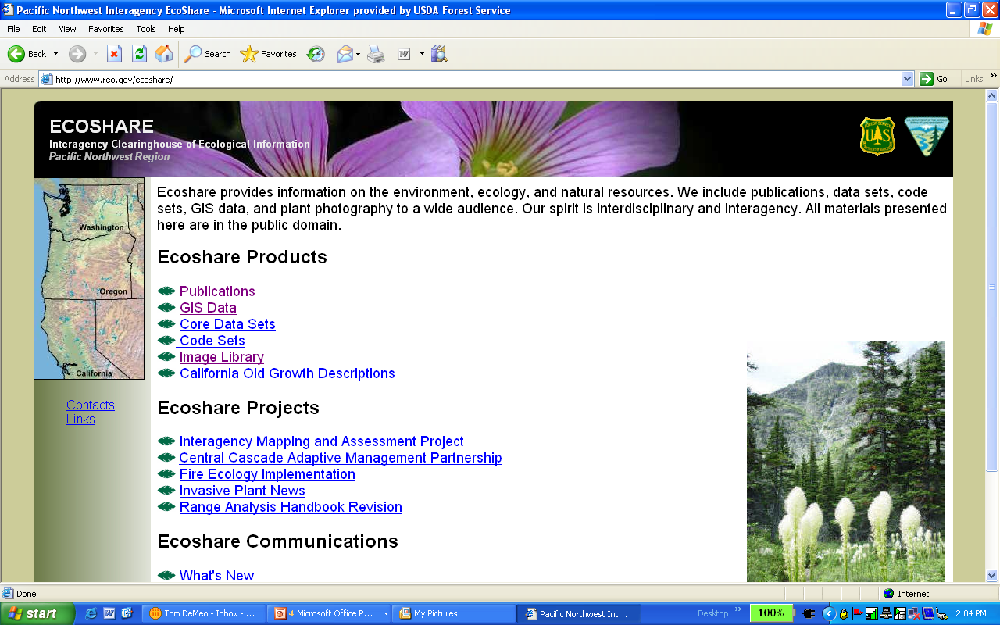 Pacific Northwest Interagency EcoShare - Microsoft Internet Explorer provided by USDA Forest Service
File Edit View Favorites Tools Help
Back Search Favorites
Address http://www.reo.gov/ecoshare/ Go Links »
ECOSHARE
Interagency Clearinghouse of Ecological Information
Pacific Northwest Region
FOREST SERVICE
U S
Washington
Oregon
California
Contacts
Links
Ecoshare provides information on the environment, ecology, and natural resources. We include publications, data sets, code
sets, GIS data, and plant photography to a wide audience. Our spirit is interdisciplinary and interagency. All materials presented
here are in the public domain.
Ecoshare Products
Publications
GIS Data
Core Data Sets
Code Sets
Image Library
California Old Growth Descriptions
Ecoshare Projects
Interagency Mapping and Assessment Project
Central Cascade Adaptive Management Partnership
Fire Ecology Implementation
Invasive Plant News
Range Analysis Handbook Revision
Ecoshare Communications
What's New
Done Internet
start Tom DeMeo - Inbox - ... 4 Microsoft Office P... My Pictures Pacific Northwest Int... Desktop » 100% 2:04 PM